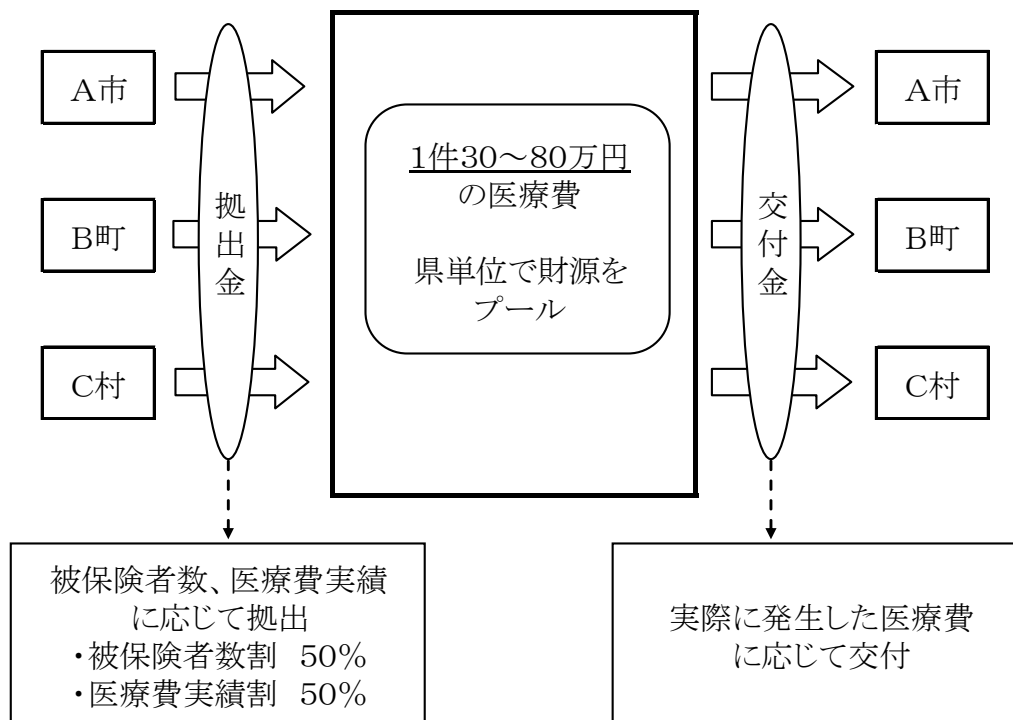 A市
B町
C村
拠出金
1件30～80万円
の医療費
県単位で財源を
プール
交付金
A市
B町
C村
被保険者数、医療費実績
に応じて拠出
・被保険者数割 50%
・医療費実績割 50%
実際に発生した医療費
に応じて交付